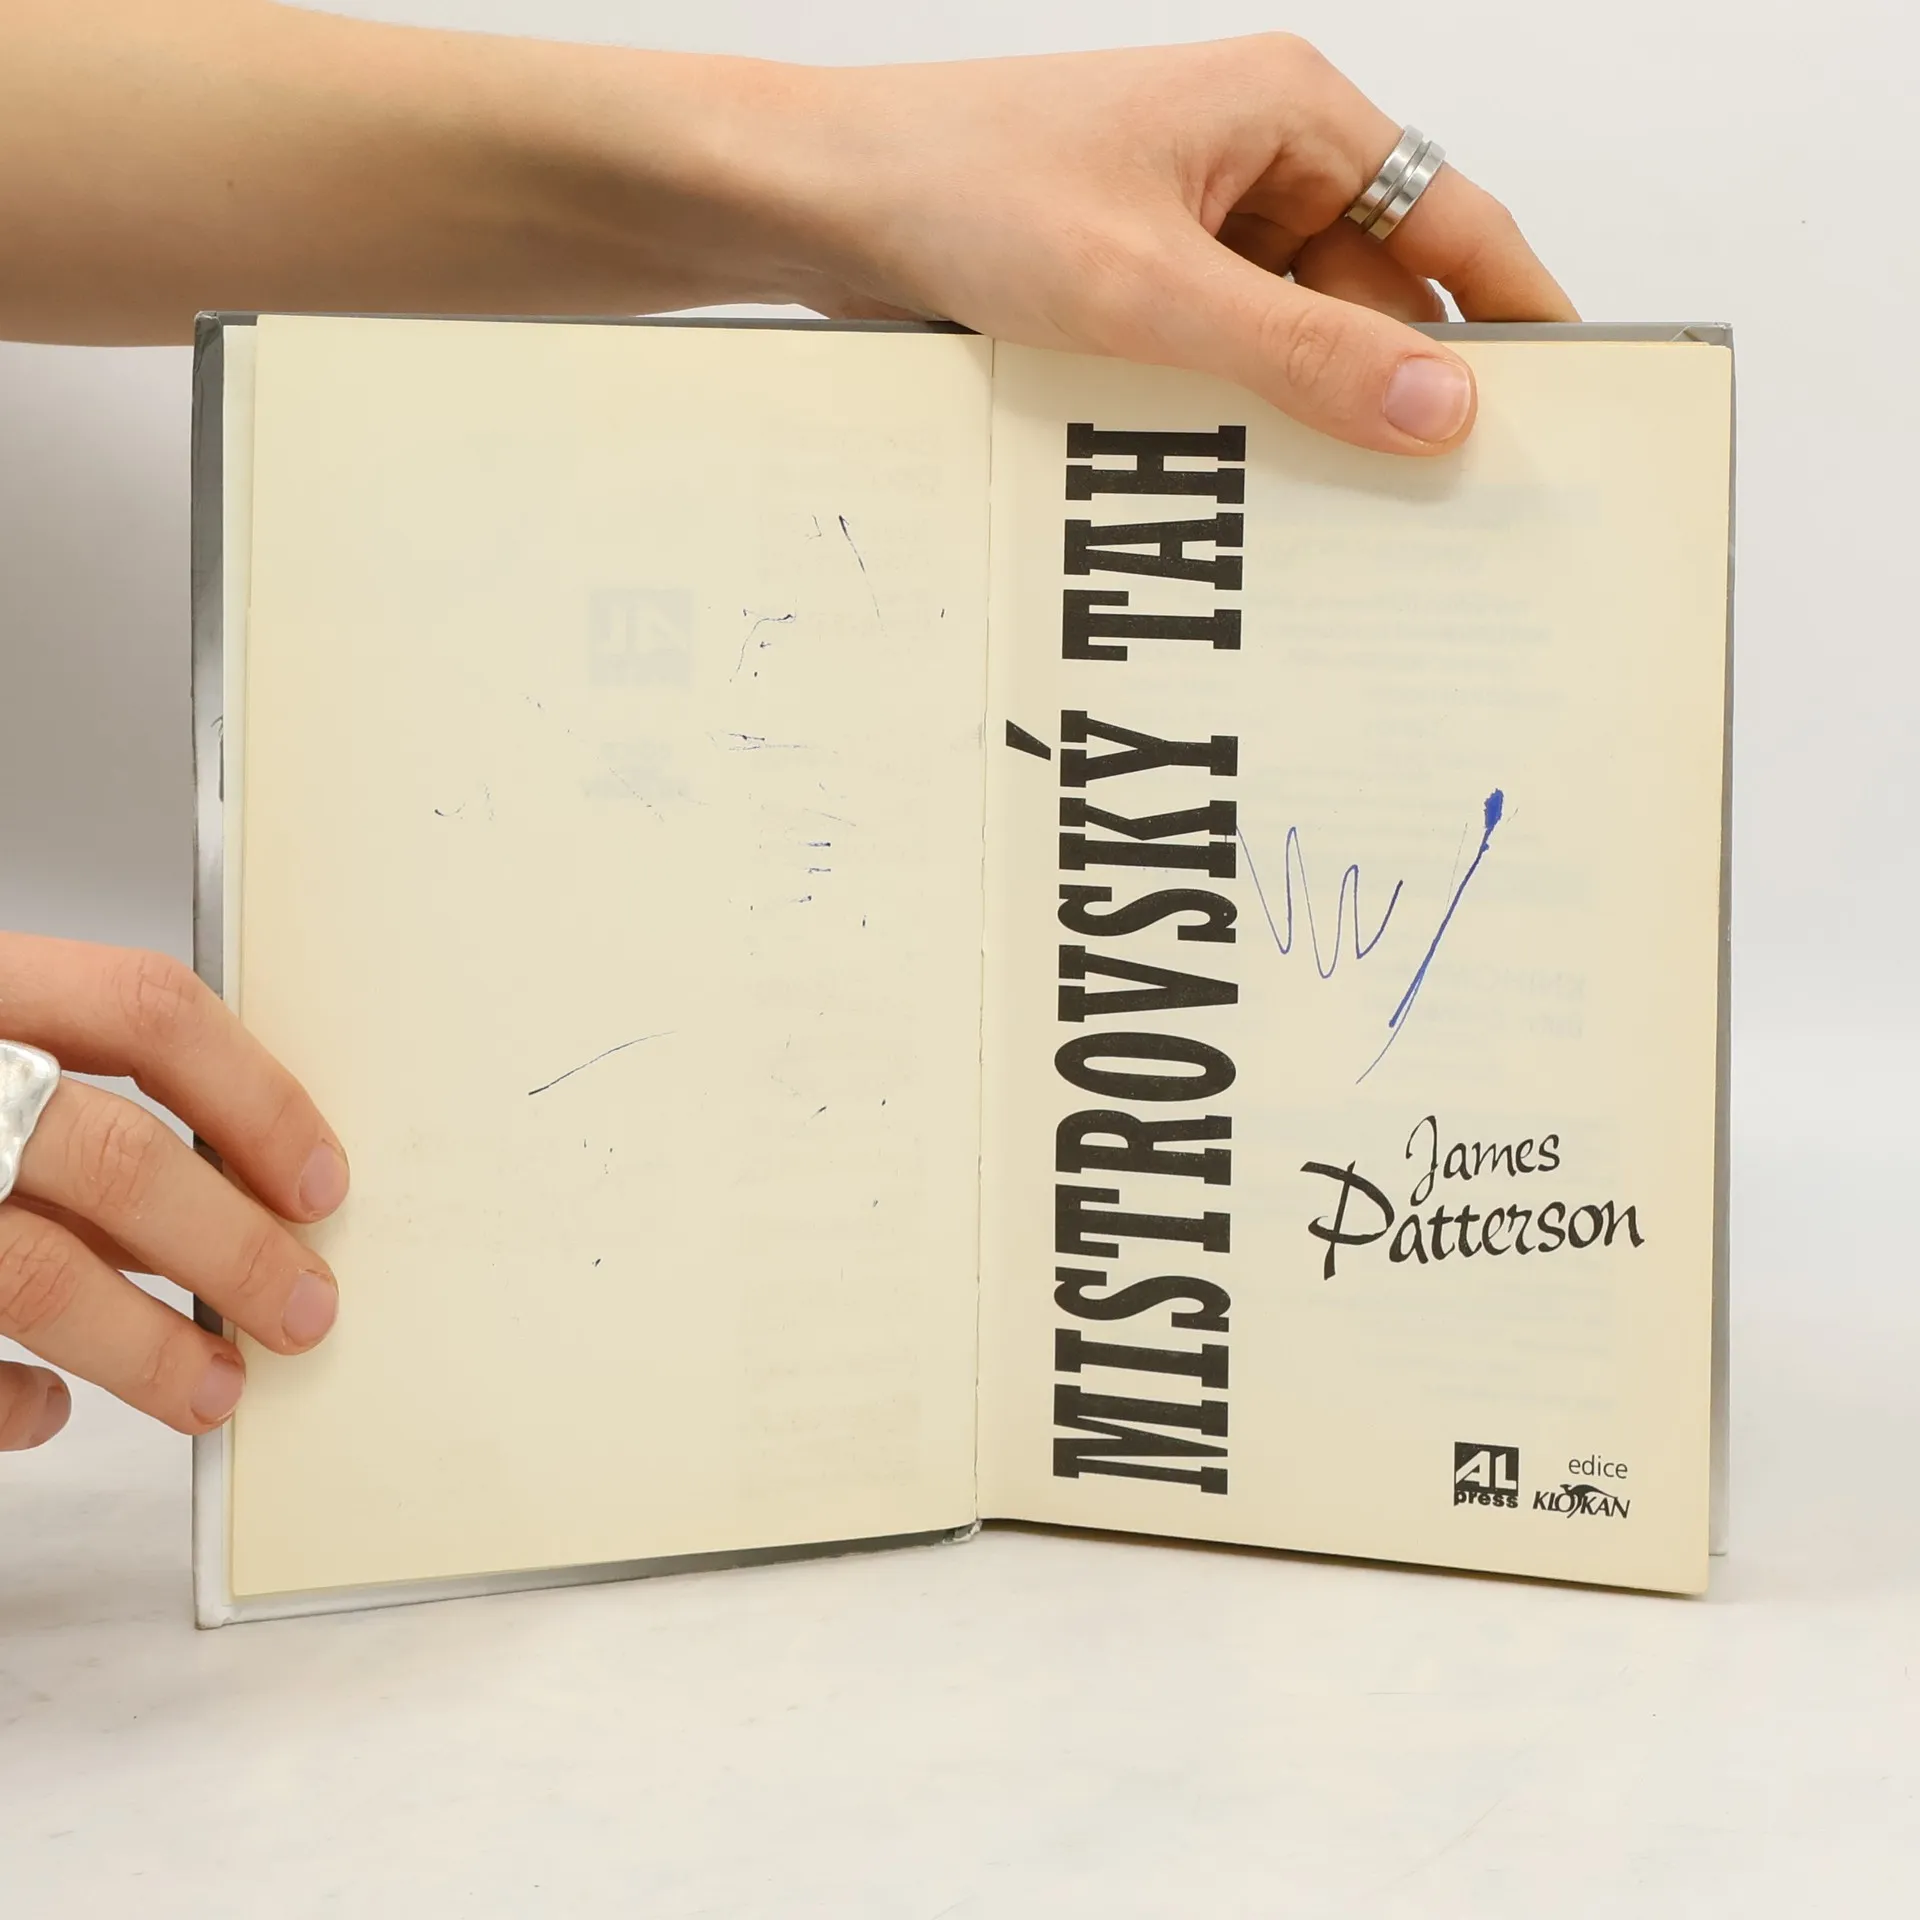 MISTROVSKÝ TAH
James
Patterson
AL
press
edice
KLOKAN